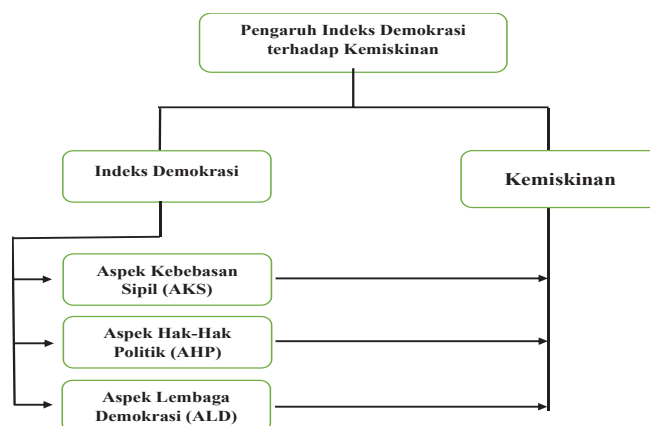 Pengaruh Indeks Demokrasi
terhadap Kemiskinan
Indeks Demokrasi
Kemiskinan
Aspek Kebebasan
Sipil (AKS)
Aspek Hak-Hak
Politik (AHP)
Aspek Lembaga
Demokrasi (ALD)